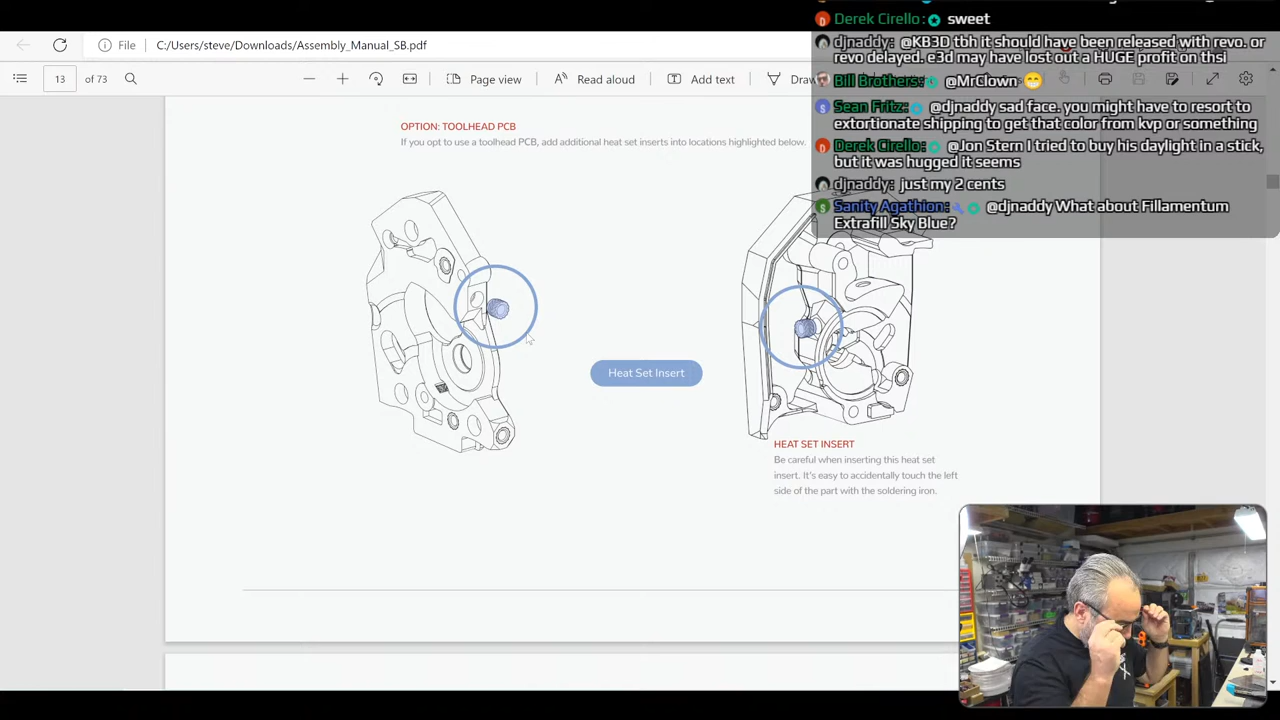 File
C:/Users/steve/Downloads/Assembly_Manual_SB.pdf
13
of 73
Page view
Read aloud
Add text
Draw
OPTION: TOOLHEAD PCB
If you opt to use a toolhead PCB, add additional heat set inserts into locations highlighted below.
Heat Set Insert
HEAT SET INSERT
Be careful when inserting this heat set
insert. It's easy to accidentally touch the left
side of the part with the soldering iron.
Derek Cirello: sweet
djnaddy: @KB3D tbh it should have been released with revo. or
revo delayed. e3d may have lost out a HUGE profit on thsi
Bill Brothers: @MrClown 😁
Sean Fritz: @djnaddy sad face. you might have to resort to
extortionate shipping to get that color from kvp or something
Derek Cirello: @Jon Stern I tried to buy his daylight in a stick,
but it was hugged it seems
djnaddy: just my 2 cents
Sanity Agathion: @djnaddy What about Fillamentum
Extrafill Sky Blue?